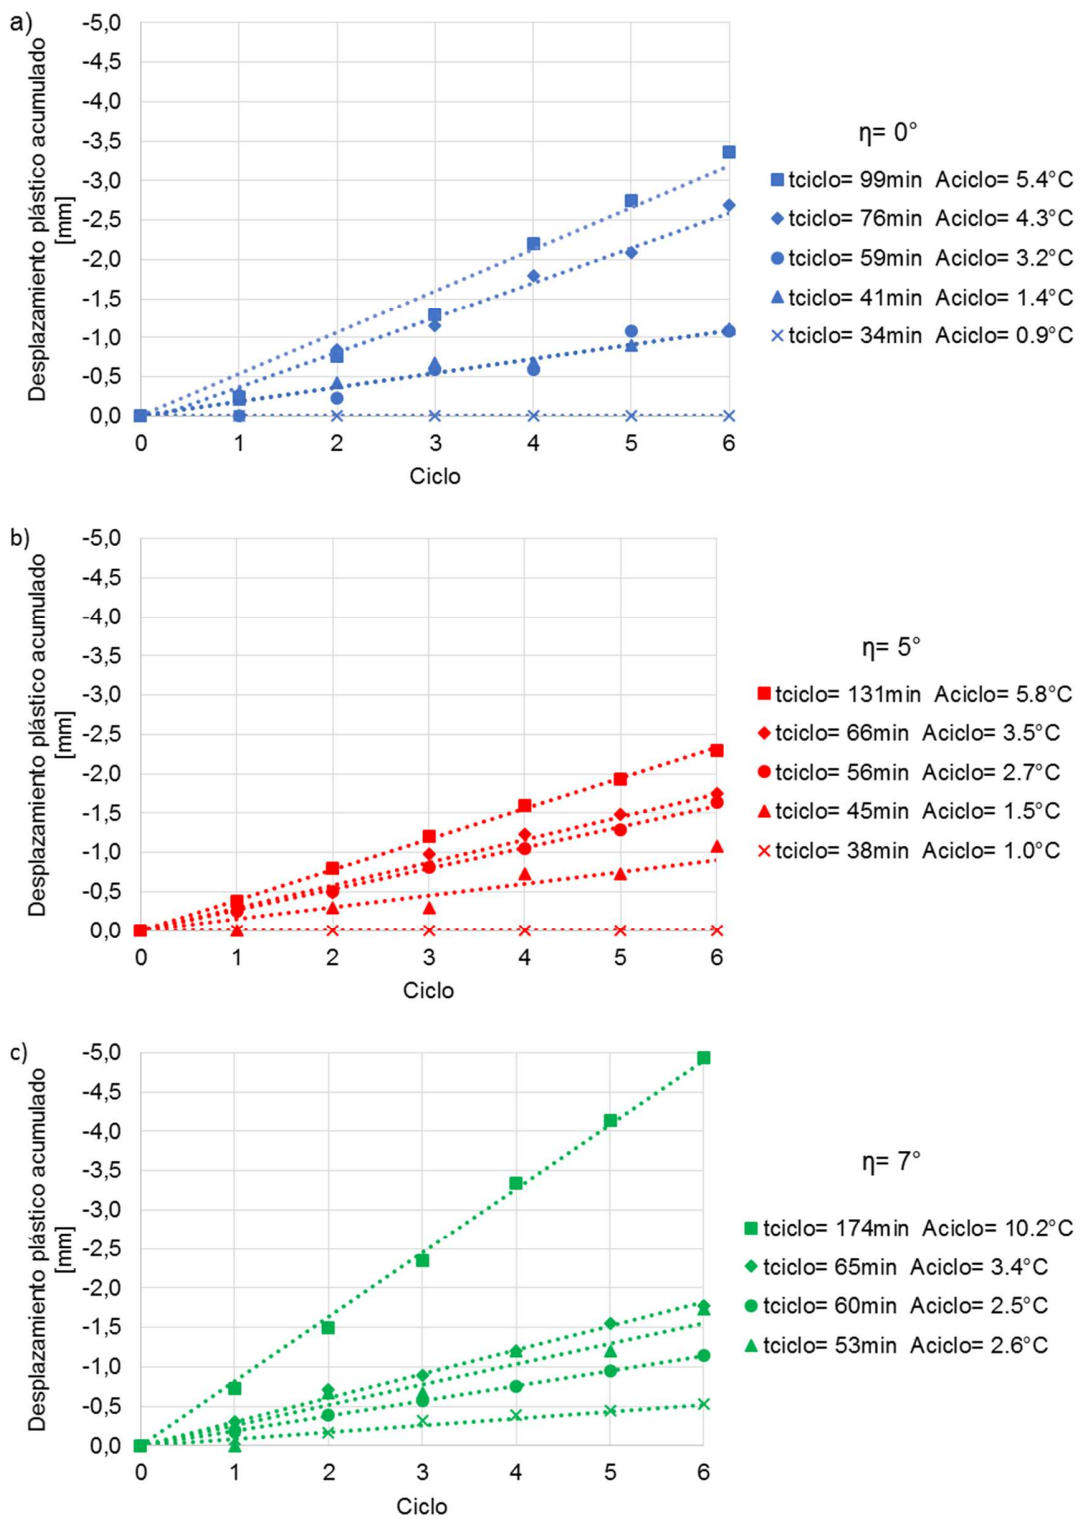 a)
Desplazamiento plástico acumulado
[mm]
-5,0
-4,5
-4,0
-3,5
-3,0
-2,5
-2,0
-1,5
-1,0
-0,5
0,0
0 1 2 3 4 5 6
Ciclo
η= 0°
tciclo= 99min Aciclo= 5.4°C
tciclo= 76min Aciclo= 4.3°C
tciclo= 59min Aciclo= 3.2°C
tciclo= 41min Aciclo= 1.4°C
tciclo= 34min Aciclo= 0.9°C
b)
Desplazamiento plástico acumulado
[mm]
-5,0
-4,5
-4,0
-3,5
-3,0
-2,5
-2,0
-1,5
-1,0
-0,5
0,0
0 1 2 3 4 5 6
Ciclo
η= 5°
tciclo= 131min Aciclo= 5.8°C
tciclo= 66min Aciclo= 3.5°C
tciclo= 56min Aciclo= 2.7°C
tciclo= 45min Aciclo= 1.5°C
tciclo= 38min Aciclo= 1.0°C
c)
Desplazamiento plástico acumulado
[mm]
-5,0
-4,5
-4,0
-3,5
-3,0
-2,5
-2,0
-1,5
-1,0
-0,5
0,0
0 1 2 3 4 5 6
Ciclo
η= 7°
tciclo= 174min Aciclo= 10.2°C
tciclo= 65min Aciclo= 3.4°C
tciclo= 60min Aciclo= 2.5°C
tciclo= 53min Aciclo= 2.6°C